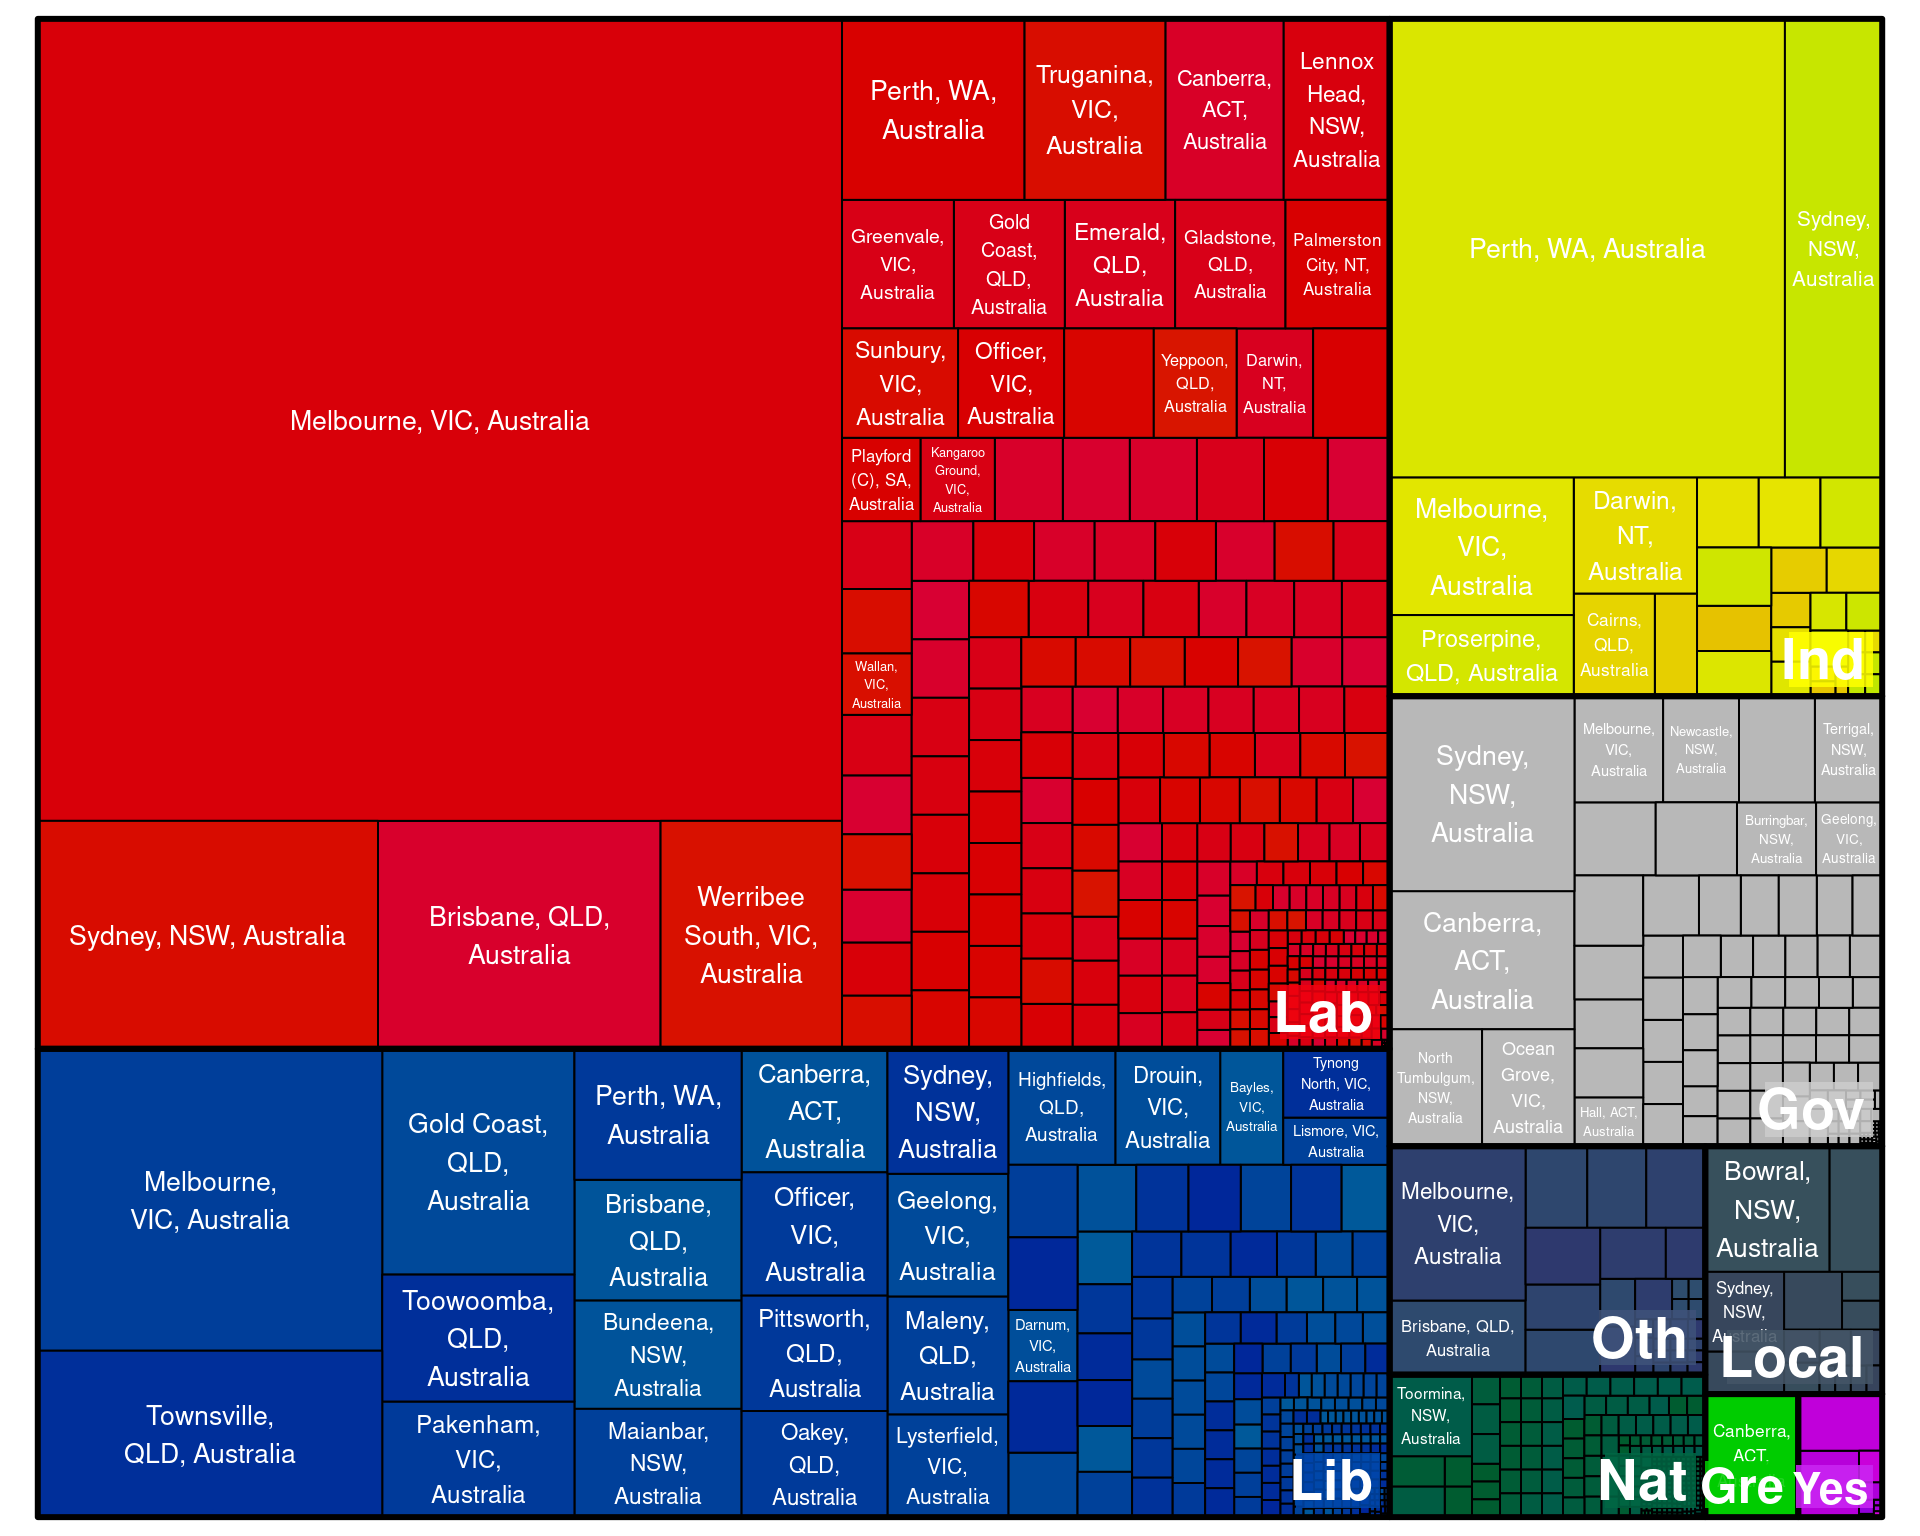 Melbourne, VIC, Australia
Sydney, NSW, Australia
Brisbane, QLD,
Australia
Werribee
South, VIC,
Australia
Perth, WA,
Australia
Truganina,
VIC,
Australia
Canberra,
ACT,
Australia
Lennox
Head,
NSW,
Australia
Greenvale,
VIC,
Australia
Gold
Coast,
QLD,
Australia
Emerald,
QLD,
Australia
Gladstone,
QLD,
Australia
Palmerston
City, NT,
Australia
Sunbury,
VIC,
Australia
Officer,
VIC,
Australia
Yeppoon,
QLD,
Australia
Darwin,
NT,
Australia
Playford
(C), SA,
Australia
Kangaroo
Ground,
VIC,
Australia
Wallan,
VIC,
Australia
Lab
Melbourne,
VIC, Australia
Townsville,
QLD, Australia
Gold Coast,
QLD,
Australia
Toowoomba,
QLD,
Australia
Pakenham,
VIC,
Australia
Perth, WA,
Australia
Brisbane,
QLD,
Australia
Bundeena,
NSW,
Australia
Maianbar,
NSW,
Australia
Canberra,
ACT,
Australia
Officer,
VIC,
Australia
Pittsworth,
QLD,
Australia
Oakey,
QLD,
Australia
Sydney,
NSW,
Australia
Geelong,
VIC,
Australia
Maleny,
QLD,
Australia
Lysterfield,
VIC,
Australia
Highfields,
QLD,
Australia
Drouin,
VIC,
Australia
Bayles,
VIC,
Australia
Tynong
North, VIC,
Australia
Lismore, VIC,
Australia
Darnum,
VIC,
Australia
Lib
Perth, WA, Australia
Sydney,
NSW,
Australia
Melbourne,
VIC,
Australia
Proserpine,
QLD, Australia
Darwin,
NT,
Australia
Cairns,
QLD,
Australia
Ind
Sydney,
NSW,
Australia
Canberra,
ACT,
Australia
North
Tumbulgum,
NSW,
Australia
Ocean
Grove,
VIC,
Australia
Melbourne,
VIC,
Australia
Newcastle,
NSW,
Australia
Terrigal,
NSW,
Australia
Burringbar,
NSW,
Australia
Geelong,
VIC,
Australia
Hall, ACT,
Australia
Gov
Melbourne,
VIC,
Australia
Brisbane, QLD,
Australia
Oth
Bowral,
NSW,
Australia
Sydney,
NSW,
Australia
Local
Toormina,
NSW,
Australia
Nat
Canberra,
ACT,
Gre
Yes